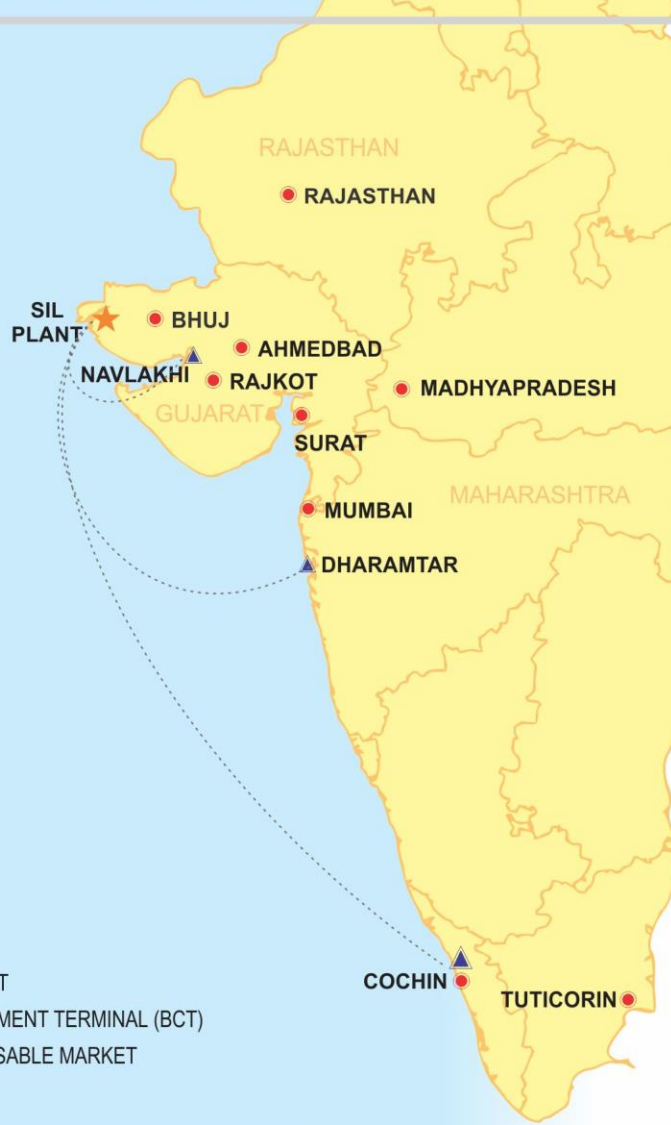 RAJASTHAN
RAJASTHAN
SIL
PLANT
BHUJ
AHMEDBAD
NAVLAKHI
RAJKOT
MADHYAPRADESH
GUJARAT
SURAT
MAHARASHTRA
MUMBAI
DHARAMTAR
COCHIN
TUTICORIN
T
MENT TERMINAL (BCT)
SABLE MARKET